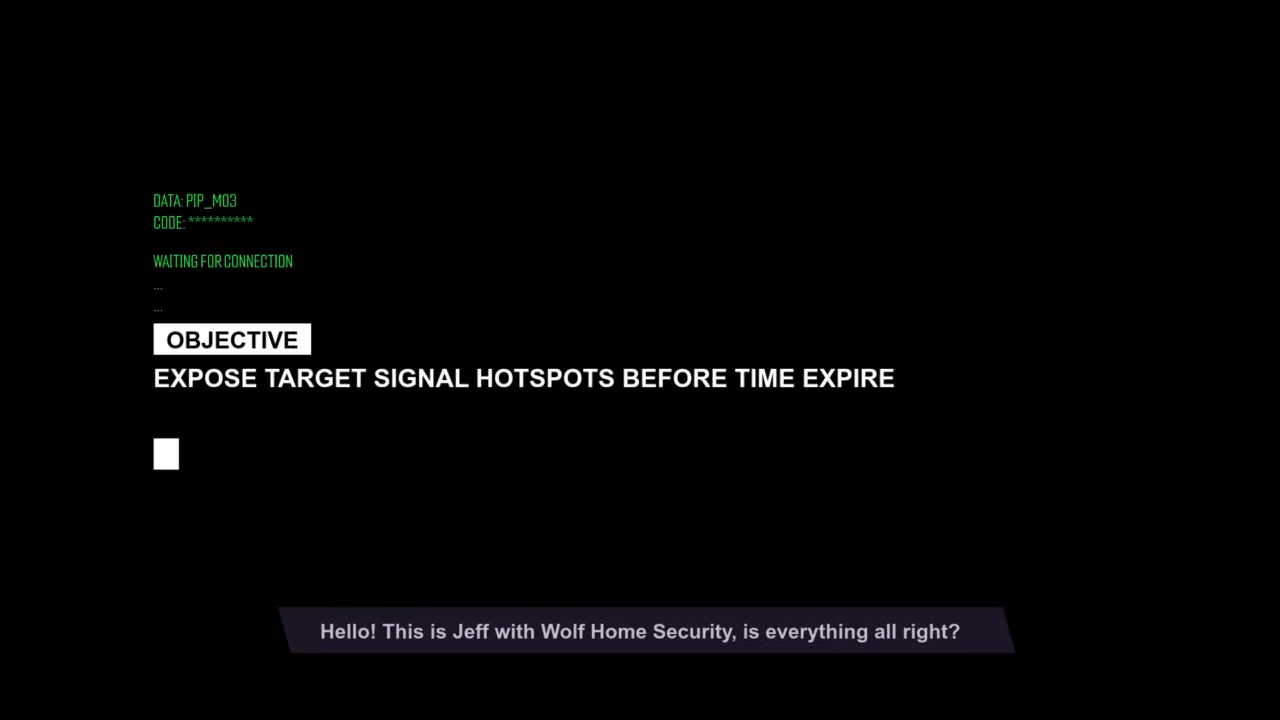 DATA: PIP_M03
CODE: **********
WAITING FOR CONNECTION
...
...
OBJECTIVE
EXPOSE TARGET SIGNAL HOTSPOTS BEFORE TIME EXPIRE
Hello! This is Jeff with Wolf Home Security, is everything all right?